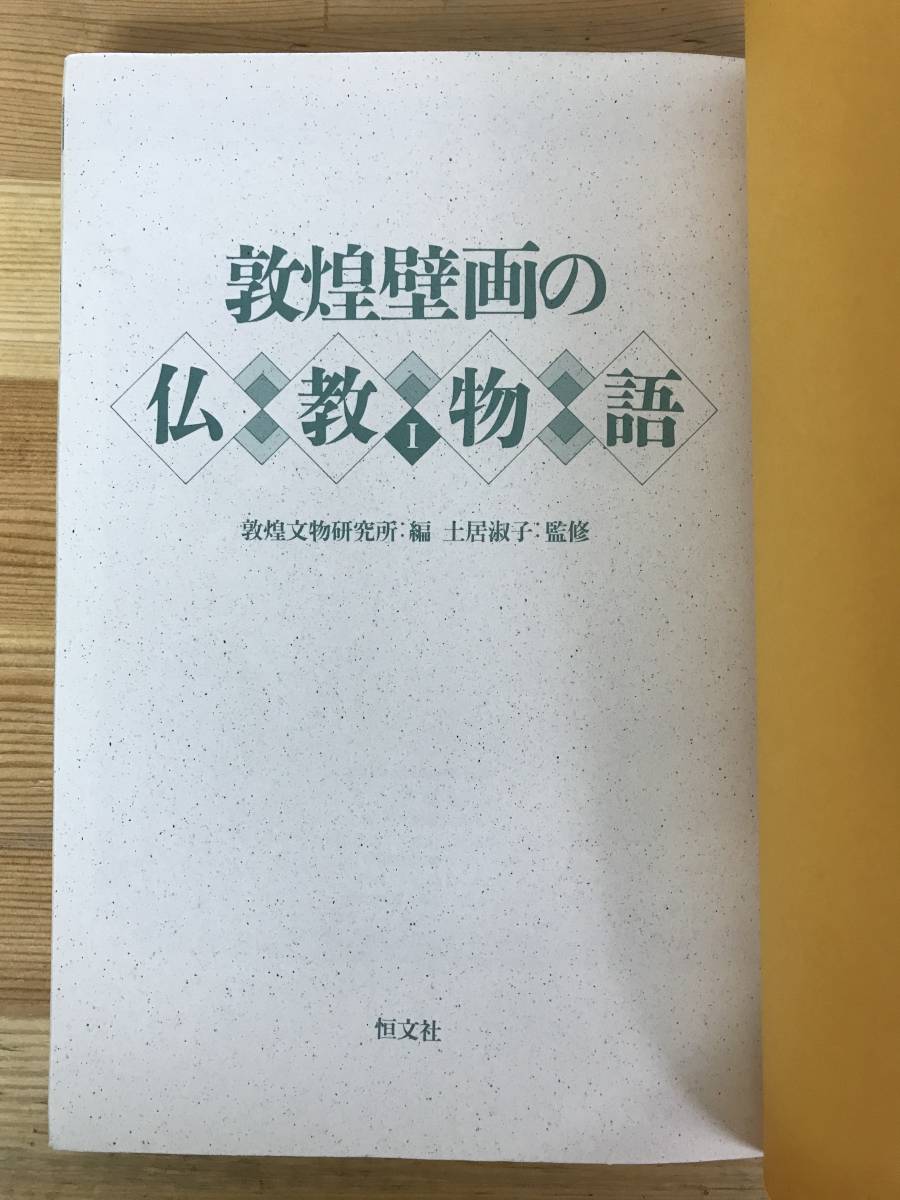 敦煌壁画の
仏教I物語
敦煌文物研究所:編 土居淑子:監修
恒文社